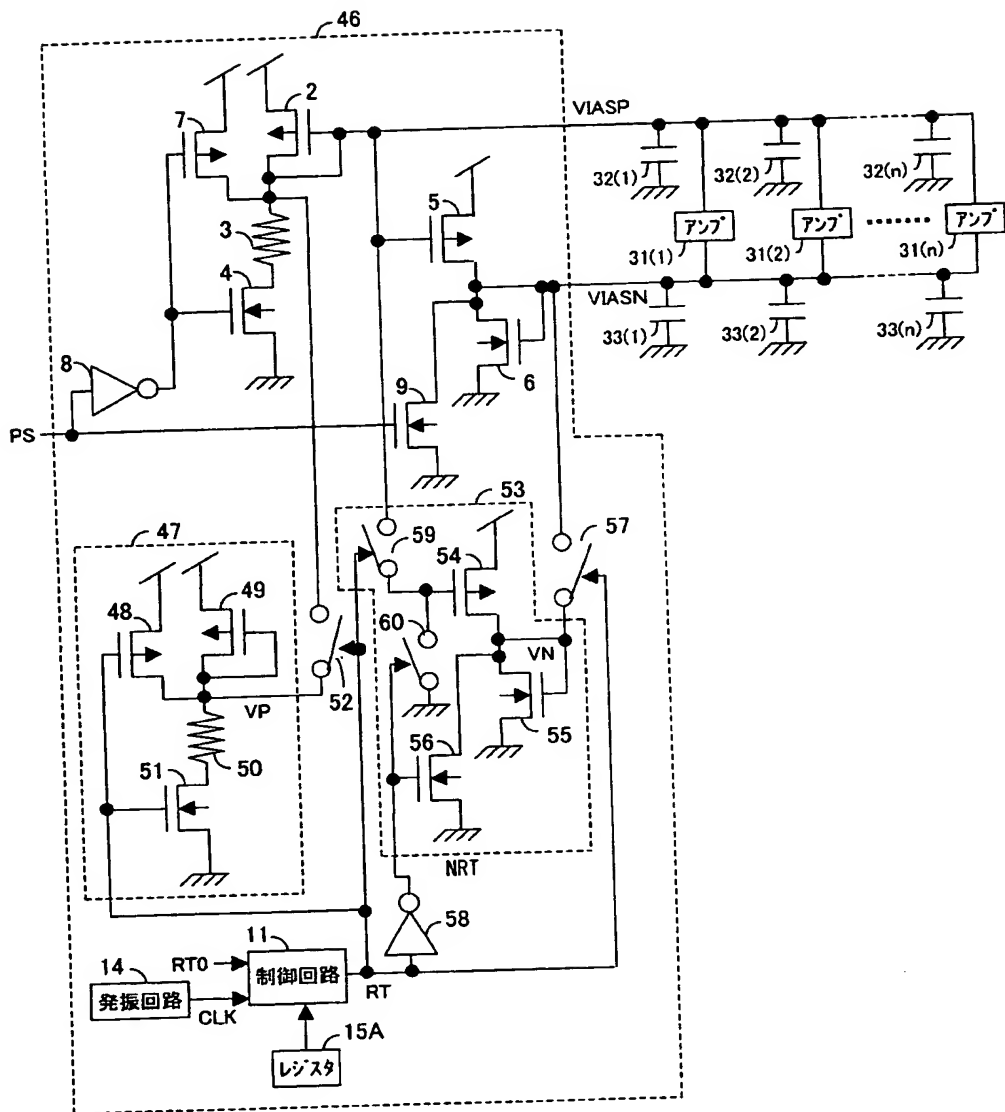 46
2
7
VIASP
32(1)
32(2)
32(n)
5
3
アンプ
アンプ
アンプ
31(1)
31(2)
31(n)
4
VIASN
33(1)
33(2)
33(n)
8
6
9
PS
53
47
59
57
54
49
48
60
VN
52
VP
55
56
50
51
NRT
58
11
14
RT0
制御回路
RT
発振回路
CLK
15A
レジスタ